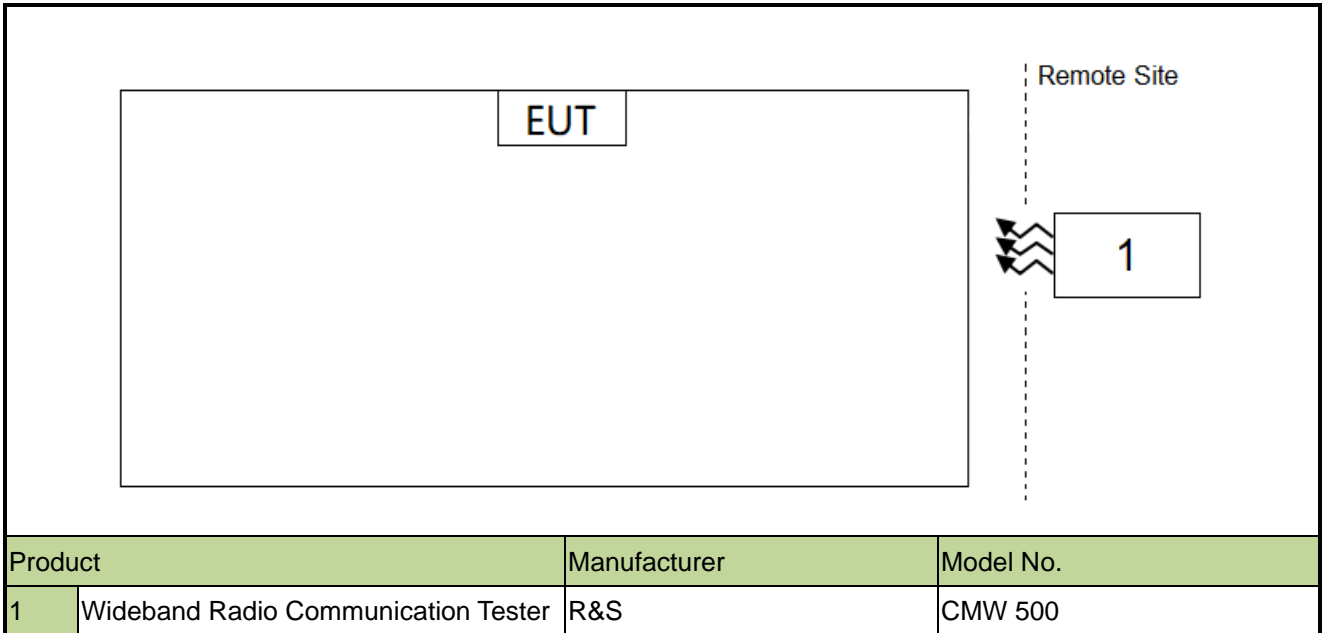 Remote Site
EUT
1
Product Manufacturer Model No.
1 Wideband Radio Communication Tester R&S CMW 500